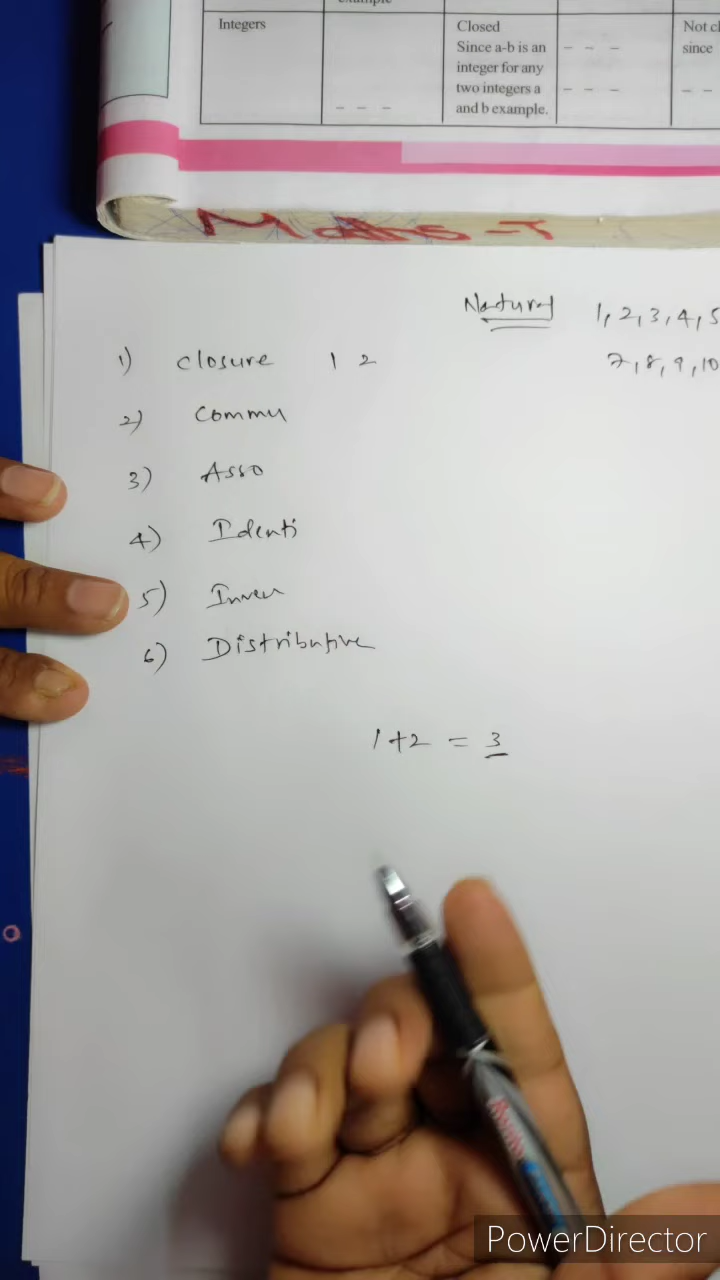 example
Integers
Closed
Since a-b is an
integer for any
two integers a
and b example.
Not cl
since
Maths -
Natural 1, 2, 3, 4, 5
7, 8, 9, 10
1) closure 1 2
2) Commu
3) Asso
4) Identi
5) Inver
6) Distributive
1+2 = 3
PowerDirector